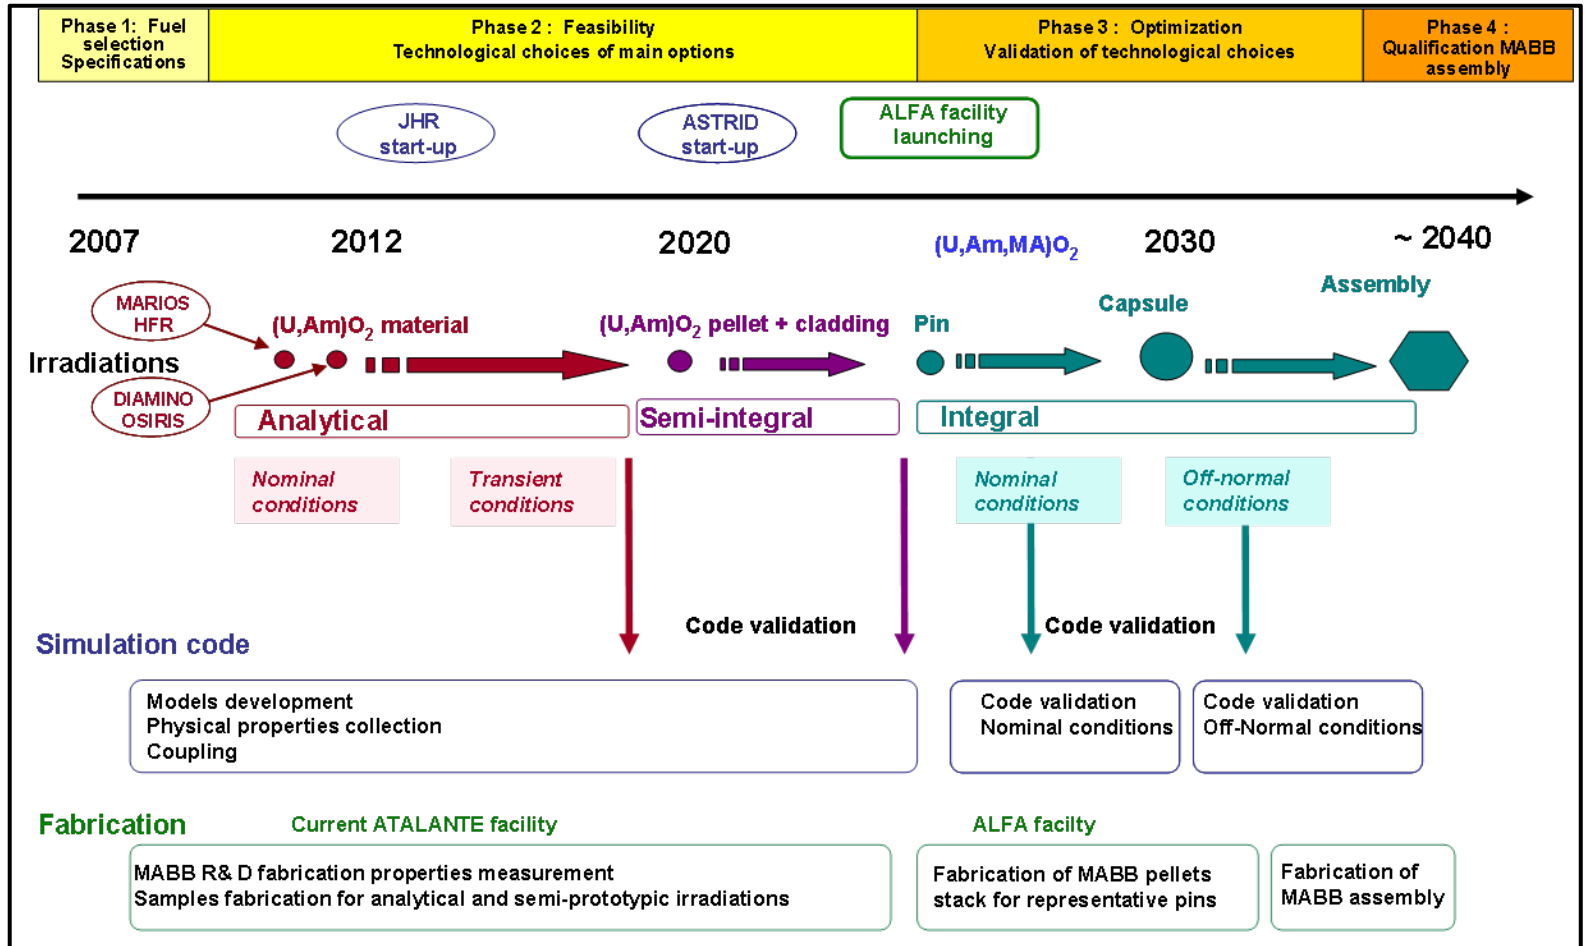 Phase 1: Fuel
selection
Specifications
Phase 2 : Feasibility
Technological choices of main options
Phase 3 : Optimization
Validation of technological choices
Phase 4 :
Qualification MABB
assembly
JHR
start-up
ASTRID
start-up
ALFA facility
launching
2007
2012
2020
(U,Am,MA)O2
2030
~ 2040
MARIOS
HFR
(U,Am)O2 material
(U,Am)O2 pellet + cladding
Pin
Capsule
Assembly
Irradiations
DIAMINO
OSIRIS
Analytical
Semi-integral
Integral
Nominal
conditions
Transient
conditions
Nominal
conditions
Off-normal
conditions
Code validation
Code validation
Simulation code
Models development
Physical properties collection
Coupling
Code validation
Nominal conditions
Code validation
Off-Normal conditions
Fabrication
Current ATALANTE facility
ALFA facilty
MABB R& D fabrication properties measurement
Samples fabrication for analytical and semi-prototypic irradiations
Fabrication of MABB pellets
stack for representative pins
Fabrication of
MABB assembly